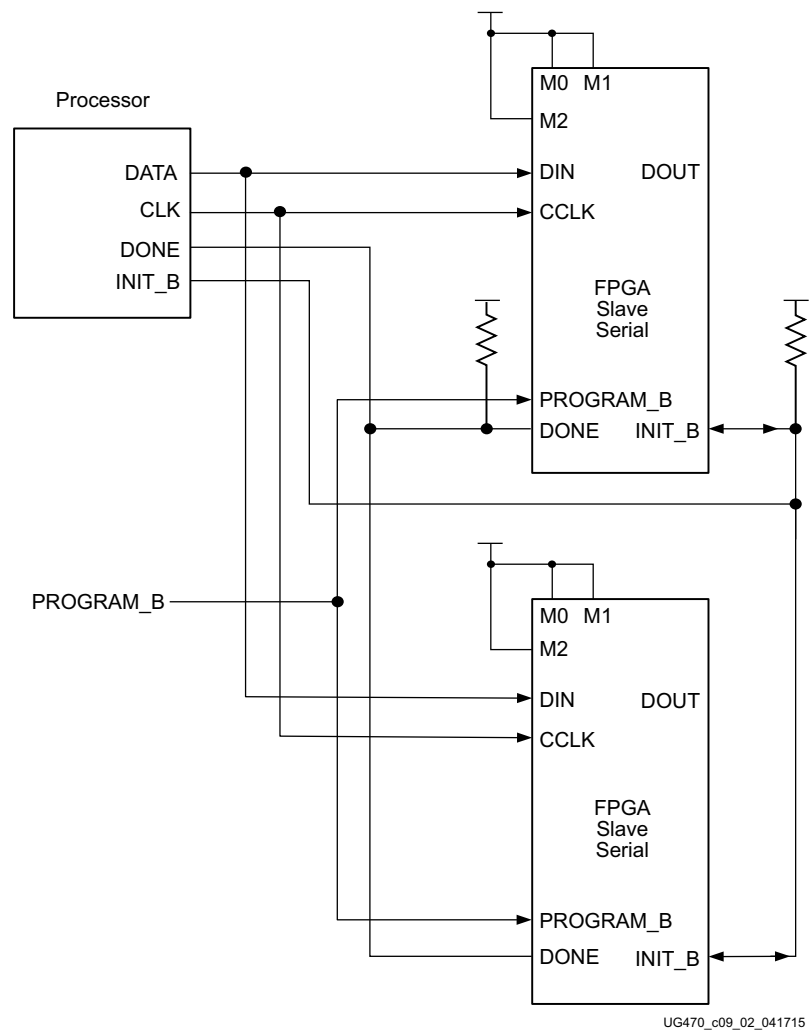 Processor
DATA
CLK
DONE
INIT_B
M0 M1
M2
DIN DOUT
CCLK
FPGA
Slave
Serial
PROGRAM_B
DONE INIT_B
PROGRAM_B
M0 M1
M2
DIN DOUT
CCLK
FPGA
Slave
Serial
PROGRAM_B
DONE INIT_B
UG470_c09_02_041715